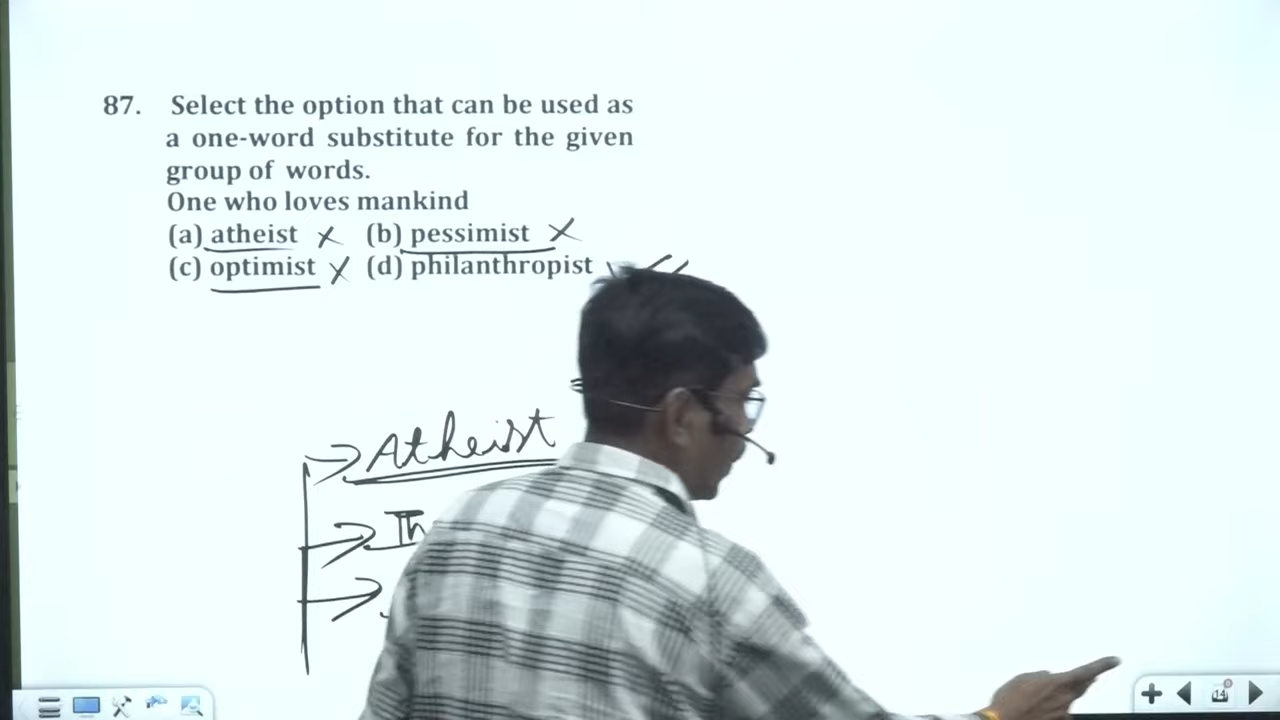 87. Select the option that can be used as
a one-word substitute for the given
group of words.
One who loves mankind
(a) atheist (b) pessimist
(c) optimist (d) philanthropist
Atheist